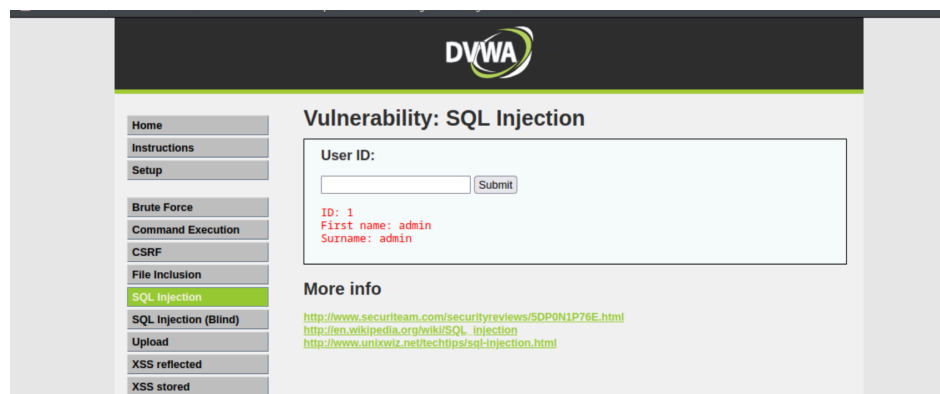 DVWA
Home
Instructions
Setup
Brute Force
Command Execution
CSRF
File Inclusion
SQL Injection
SQL Injection (Blind)
Upload
XSS reflected
XSS stored
Vulnerability: SQL Injection
User ID:
Submit
ID: 1
First name: admin
Surname: admin
More info
http://www.securiteam.com/securityreviews/5DP0N1P76E.html
http://en.wikipedia.org/wiki/SQL_injection
http://www.unixwiz.net/techtips/sql-injection.html